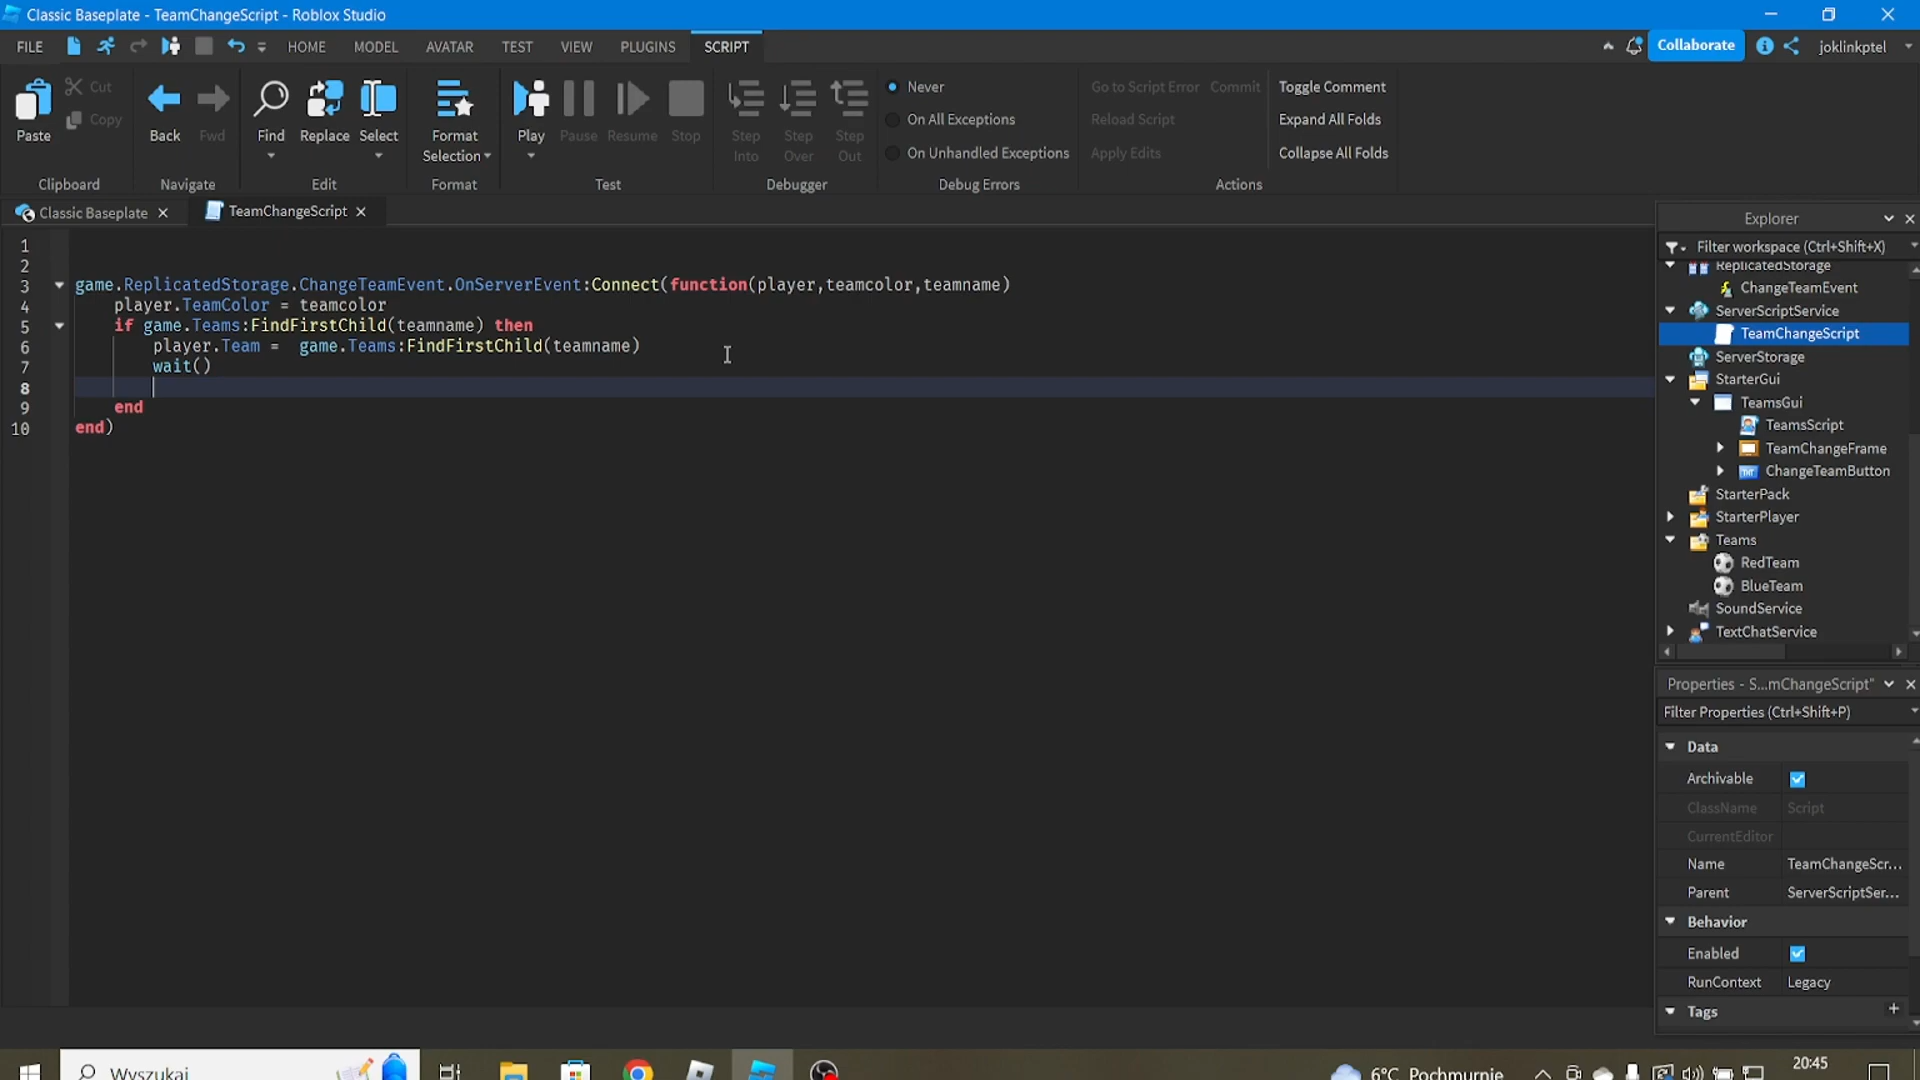 Classic Baseplate - TeamChangeScript - Roblox Studio
FILE HOME MODEL AVATAR TEST VIEW PLUGINS SCRIPT Collaborate joklinkptel
Paste Cut Copy Clipboard
Back Fwd Navigate
Find Replace Select Edit
Format Selection Format
Play Pause Resume Stop Test
Step Into Step Over Step Out Debugger
Never
On All Exceptions
On Unhandled Exceptions
Debug Errors
Go to Script Error Commit
Reload Script
Apply Edits
Toggle Comment
Expand All Folds
Collapse All Folds
Actions
Classic Baseplate TeamChangeScript
1
2
3 game.ReplicatedStorage.ChangeTeamEvent.OnServerEvent:Connect(function(player,teamcolor,teamname)
4 player.TeamColor = teamcolor
5 if game.Teams:FindFirstChild(teamname) then
6 player.Team =  game.Teams:FindFirstChild(teamname)
7 wait()
8
9 end
10 end)
Explorer
Filter workspace (Ctrl+Shift+X)
ReplicatedStorage
ChangeTeamEvent
ServerScriptService
TeamChangeScript
ServerStorage
StarterGui
TeamsGui
TeamsScript
TeamChangeFrame
ChangeTeamButton
StarterPack
StarterPlayer
Teams
RedTeam
BlueTeam
SoundService
TextChatService
Properties - S...mChangeScript"
Filter Properties (Ctrl+Shift+P)
Data
Archivable
ClassName Script
CurrentEditor
Name TeamChangeScr...
Parent ServerScriptSer...
Behavior
Enabled
RunContext Legacy
Tags +
Wyszukaj 6°C Pochmurnie 20:45